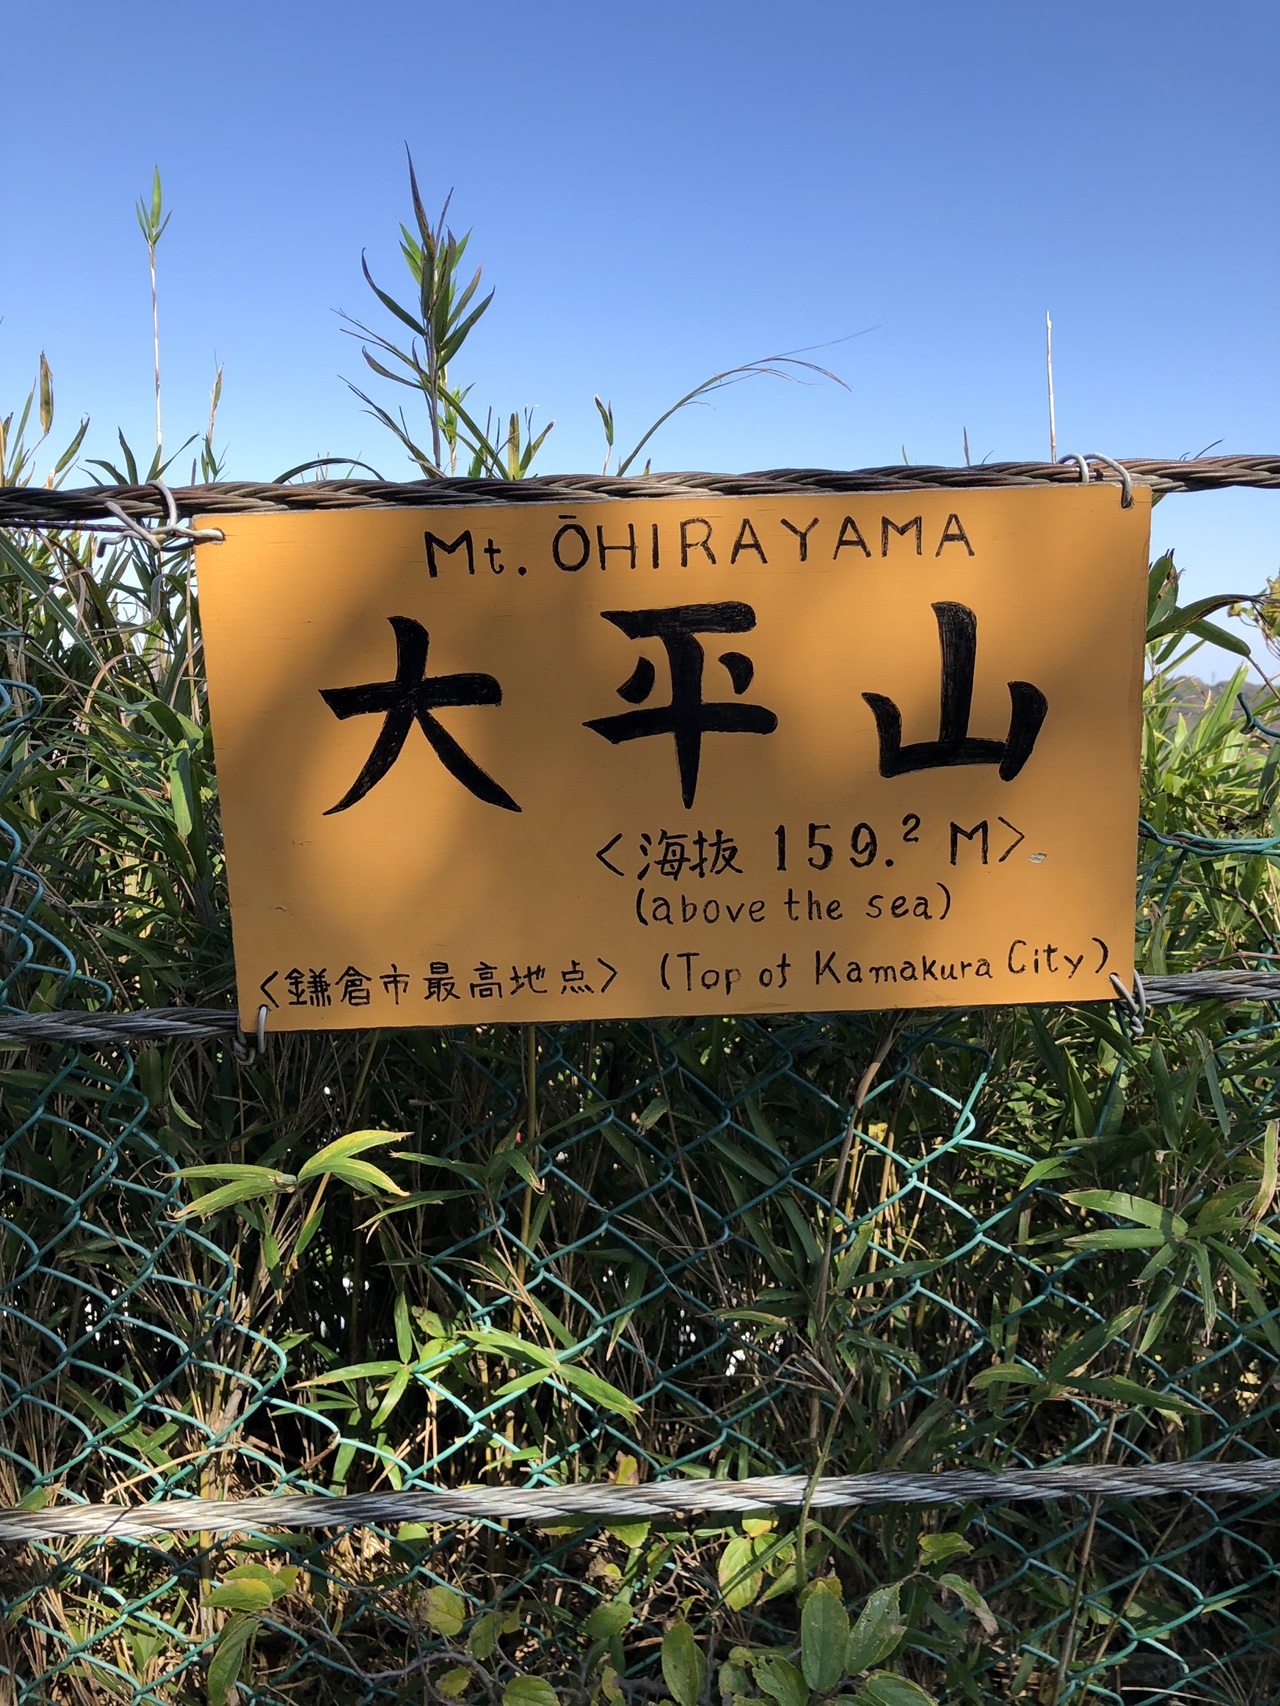 Mt. ŌHIRAYAMA
大平山
<海抜 159.² M>
(above the sea)
<鎌倉市最高地点> (Top of Kamakura City)